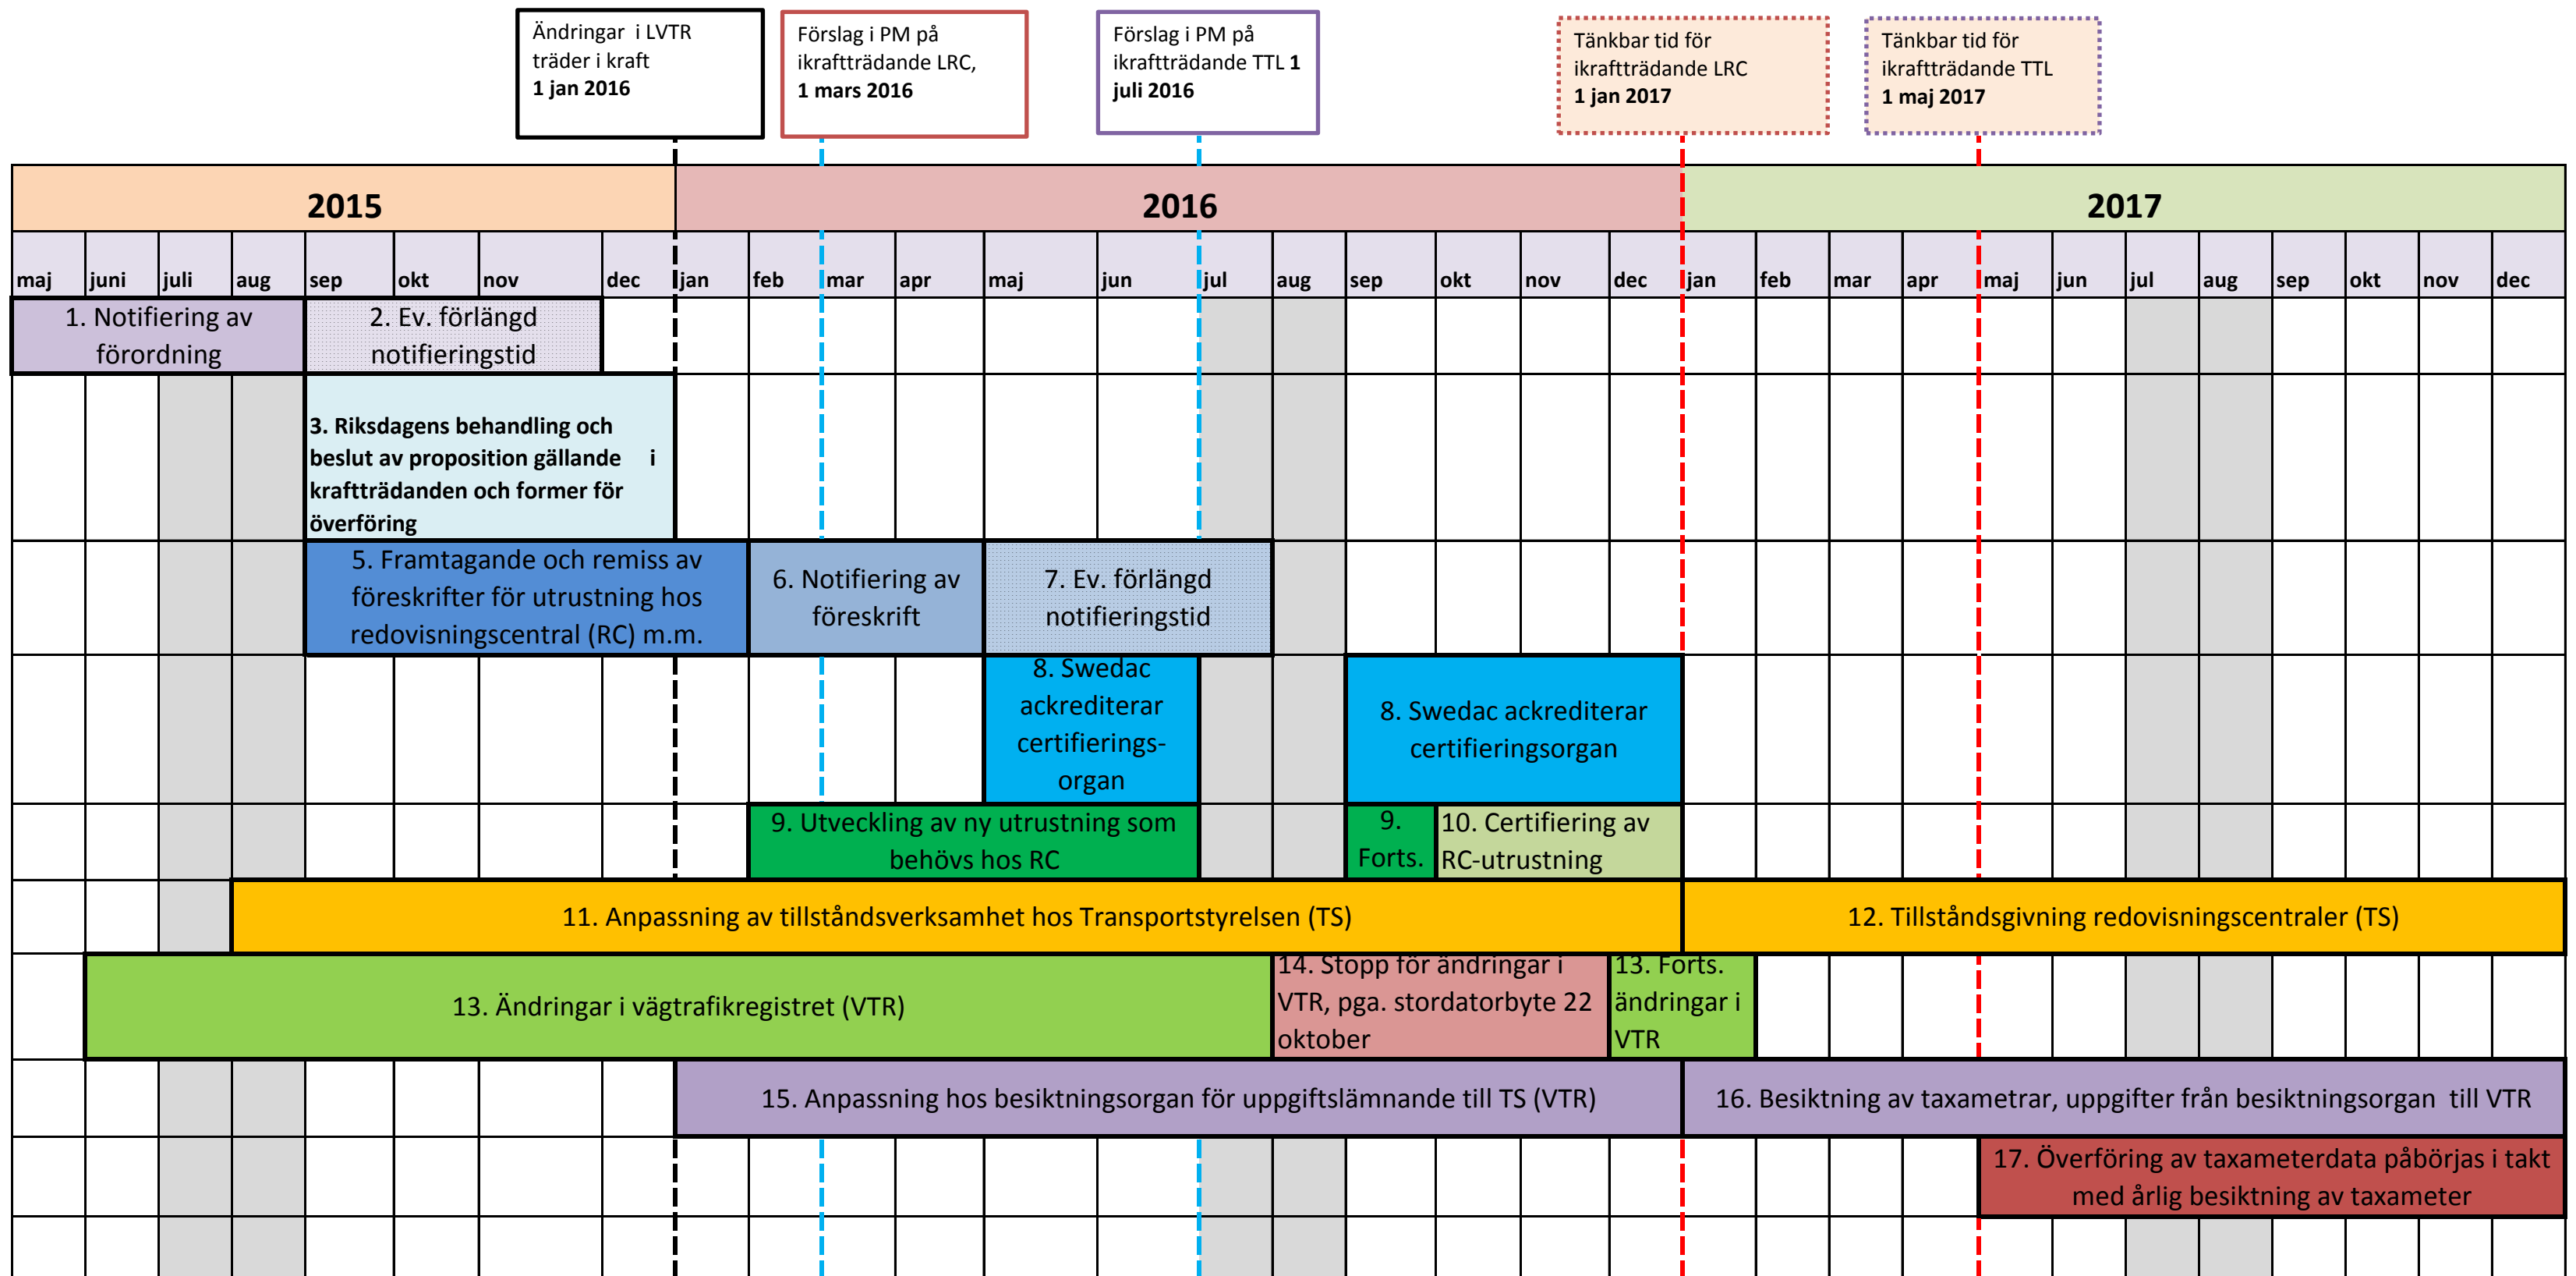 Ändringar i LVTR
träder i kraft
1 jan 2016
Förslag i PM på
ikraftträdande LRC,
1 mars 2016
Förslag i PM på
ikraftträdande TTL 1
juli 2016
Tänkbar tid för
ikraftträdande LRC
1 jan 2017
Tänkbar tid för
ikraftträdande TTL
1 maj 2017
2015 2016 2017
maj juni juli aug sep okt nov dec jan feb mar apr maj jun jul aug sep okt nov dec jan feb mar apr maj jun jul aug sep okt nov dec
1. Notifiering av
förordning
2. Ev. förlängd
notifieringstid
3. Riksdagens behandling och
beslut av proposition gällande i
kraftträdanden och former för
överföring
5. Framtagande och remiss av
föreskrifter för utrustning hos
redovisningscentral (RC) m.m.
6. Notifiering av
föreskrift
7. Ev. förlängd
notifieringstid
8. Swedac
ackrediterar
certifierings-
organ
8. Swedac ackrediterar
certifieringsorgan
9. Utveckling av ny utrustning som
behövs hos RC
9.
Forts.
10. Certifiering av
RC-utrustning
11. Anpassning av tillståndsverksamhet hos Transportstyrelsen (TS)
12. Tillståndsgivning redovisningscentraler (TS)
13. Ändringar i vägtrafikregistret (VTR)
14. Stopp för ändringar i
VTR, pga. stordatorbyte 22
oktober
13. Forts.
ändringar i
VTR
15. Anpassning hos besiktningsorgan för uppgiftslämnande till TS (VTR)
16. Besiktning av taxametrar, uppgifter från besiktningsorgan till VTR
17. Överföring av taxameterdata påbörjas i takt
med årlig besiktning av taxameter